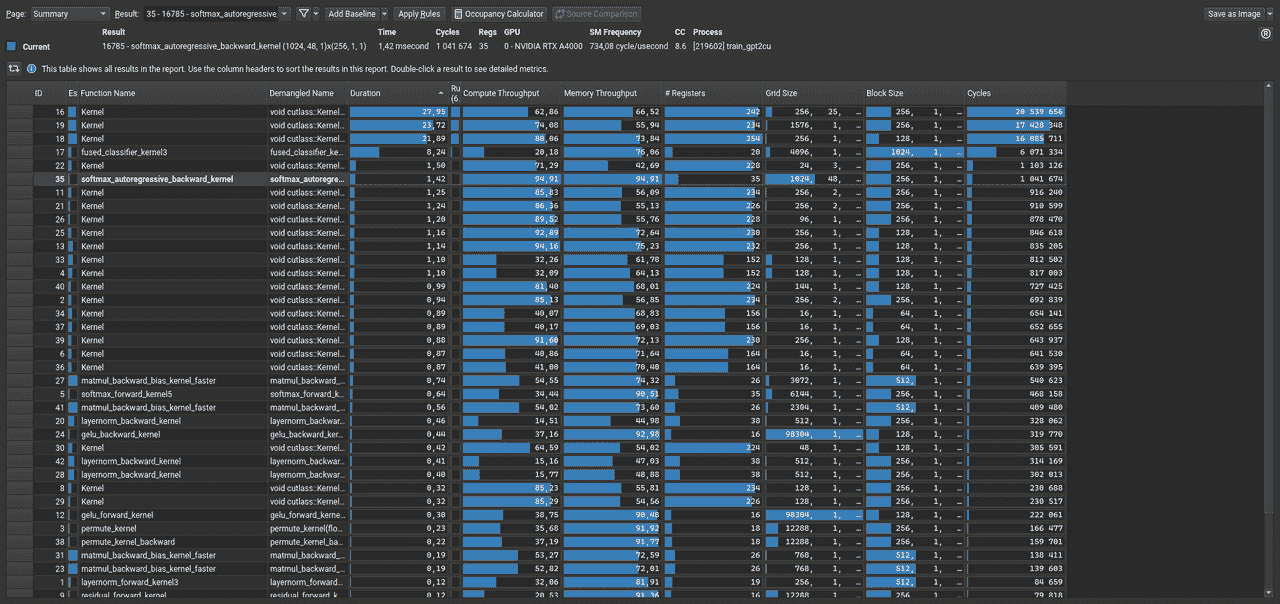 Page: Summary Result: 35 - 16785 - softmax_autoregressive_ Add Baseline Apply Rules Occupancy Calculator Source Comparison Save as Image
Result Time Cycles Regs GPU SM Frequency CC Process
Current 16785 - softmax_autoregressive_backward_kernel (1024, 48, 1)x(256, 1, 1) 1,42 msecond 1 041 674 35 0 - NVIDIA RTX A4000 734,08 cycle/usecond 8.6 [219602] train_gpt2cu
This table shows all results in the report. Use the column headers to sort the results in this report. Double-click a result to see detailed metrics.
ID Es Function Name Demangled Name Duration Ru (6. Compute Throughput Memory Throughput # Registers Grid Size Block Size Cycles
16 Kernel void cutlass::Kernel... 27,95 62,86 66,52 242 256, 25, … 256, 1, … 20 539 656
19 Kernel void cutlass::Kernel... 23,72 74,08 55,94 234 1576, 1, … 256, 1, … 17 428 348
18 Kernel void cutlass::Kernel... 21,89 80,06 73,84 254 256, 1, … 128, 1, … 16 085 711
17 fused_classifier_kernel3 fused_classifier_ke... 8,24 20,18 76,06 20 4096, 1, … 1024, 1, … 6 071 334
22 Kernel void cutlass::Kernel... 1,50 71,29 42,69 228 24, 3, … 256, 1, … 1 103 126
35 softmax_autoregressive_backward_kernel softmax_autoregre... 1,42 94,91 94,91 35 1024, 48, … 256, 1, … 1 041 674
11 Kernel void cutlass::Kernel... 1,25 85,83 56,09 234 256, 2, … 256, 1, … 916 240
21 Kernel void cutlass::Kernel... 1,24 86,36 55,13 226 256, 2, … 256, 1, … 910 599
26 Kernel void cutlass::Kernel... 1,20 89,52 55,76 228 96, 1, … 256, 1, … 878 470
25 Kernel void cutlass::Kernel... 1,16 92,89 72,64 230 256, 1, … 128, 1, … 846 618
13 Kernel void cutlass::Kernel... 1,14 94,16 75,23 232 256, 1, … 128, 1, … 835 205
33 Kernel void cutlass::Kernel... 1,10 32,26 61,78 152 128, 1, … 128, 1, … 812 502
4 Kernel void cutlass::Kernel... 1,10 32,09 64,13 152 128, 1, … 128, 1, … 817 003
40 Kernel void cutlass::Kernel... 0,99 81,40 68,01 224 144, 1, … 128, 1, … 727 425
2 Kernel void cutlass::Kernel... 0,94 85,13 56,85 234 256, 2, … 256, 1, … 692 839
34 Kernel void cutlass::Kernel... 0,89 40,07 68,83 156 16, 1, … 64, 1, … 654 141
37 Kernel void cutlass::Kernel... 0,89 40,17 69,03 156 16, 1, … 64, 1, … 652 655
39 Kernel void cutlass::Kernel... 0,88 91,60 72,13 230 256, 1, … 128, 1, … 643 937
6 Kernel void cutlass::Kernel... 0,87 40,86 71,64 164 16, 1, … 64, 1, … 641 530
36 Kernel void cutlass::Kernel... 0,87 41,00 70,40 164 16, 1, … 64, 1, … 639 395
27 matmul_backward_bias_kernel_faster matmul_backward_... 0,74 54,55 74,32 26 3072, 1, … 512, 1, … 540 623
5 softmax_forward_kernel5 softmax_forward_k... 0,64 34,44 90,51 35 6144, 1, … 256, 1, … 468 158
41 matmul_backward_bias_kernel_faster matmul_backward_... 0,56 54,02 73,60 26 2304, 1, … 512, 1, … 409 480
20 layernorm_backward_kernel layernorm_backwar... 0,46 14,51 44,98 38 512, 1, … 256, 1, … 328 062
24 gelu_backward_kernel gelu_backward_ker... 0,44 37,16 92,98 16 98304, 1, … 128, 1, … 319 770
30 Kernel void cutlass::Kernel... 0,42 64,59 54,02 224 48, 1, … 256, 1, … 305 591
42 layernorm_backward_kernel layernorm_backwar... 0,41 15,16 47,03 38 512, 1, … 256, 1, … 314 169
28 layernorm_backward_kernel layernorm_backwar... 0,40 15,77 48,88 38 512, 1, … 256, 1, … 302 013
8 Kernel void cutlass::Kernel... 0,32 85,23 55,81 234 128, 1, … 256, 1, … 230 688
29 Kernel void cutlass::Kernel... 0,32 85,29 54,56 226 128, 1, … 256, 1, … 230 517
12 gelu_forward_kernel gelu_forward_kerne... 0,30 38,75 90,48 16 98304, 1, … 128, 1, … 222 061
3 permute_kernel permute_kernel(flo... 0,23 35,68 91,92 18 12288, 1, … 256, 1, … 166 477
38 permute_kernel_backward permute_kernel_ba... 0,22 37,19 91,77 18 12288, 1, … 256, 1, … 159 701
31 matmul_backward_bias_kernel_faster matmul_backward_... 0,19 53,27 72,59 26 768, 1, … 512, 1, … 138 411
23 matmul_backward_bias_kernel_faster matmul_backward_... 0,19 52,82 72,01 26 768, 1, … 512, 1, … 139 603
1 layernorm_forward_kernel3 layernorm_forward... 0,12 32,06 81,91 19 256, 1, … 512, 1, … 84 659
9 residual_forward_kernel residual_forward_k... 0,12 20,53 91,36 16 12288, 1, … 256, 1, … 79 818